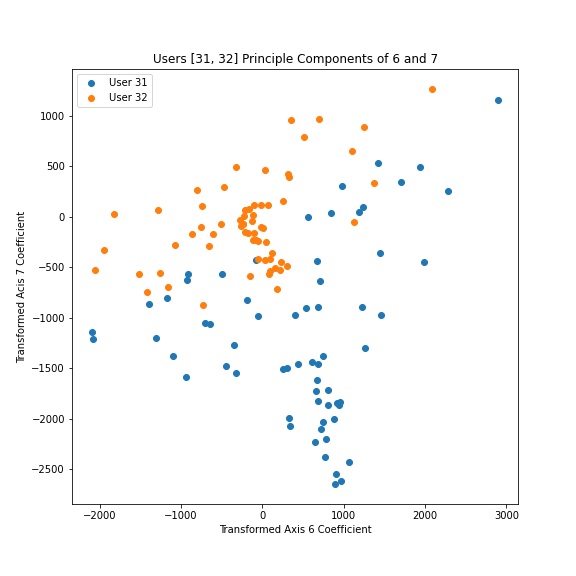 Users [31, 32] Principle Components of 6 and 7
User 31
User 32
Transformed Acis 7 Coefficient
1000
500
0
−500
−1000
−1500
−2000
−2500
−2000
−1000
0
1000
2000
3000
Transformed Axis 6 Coefficient